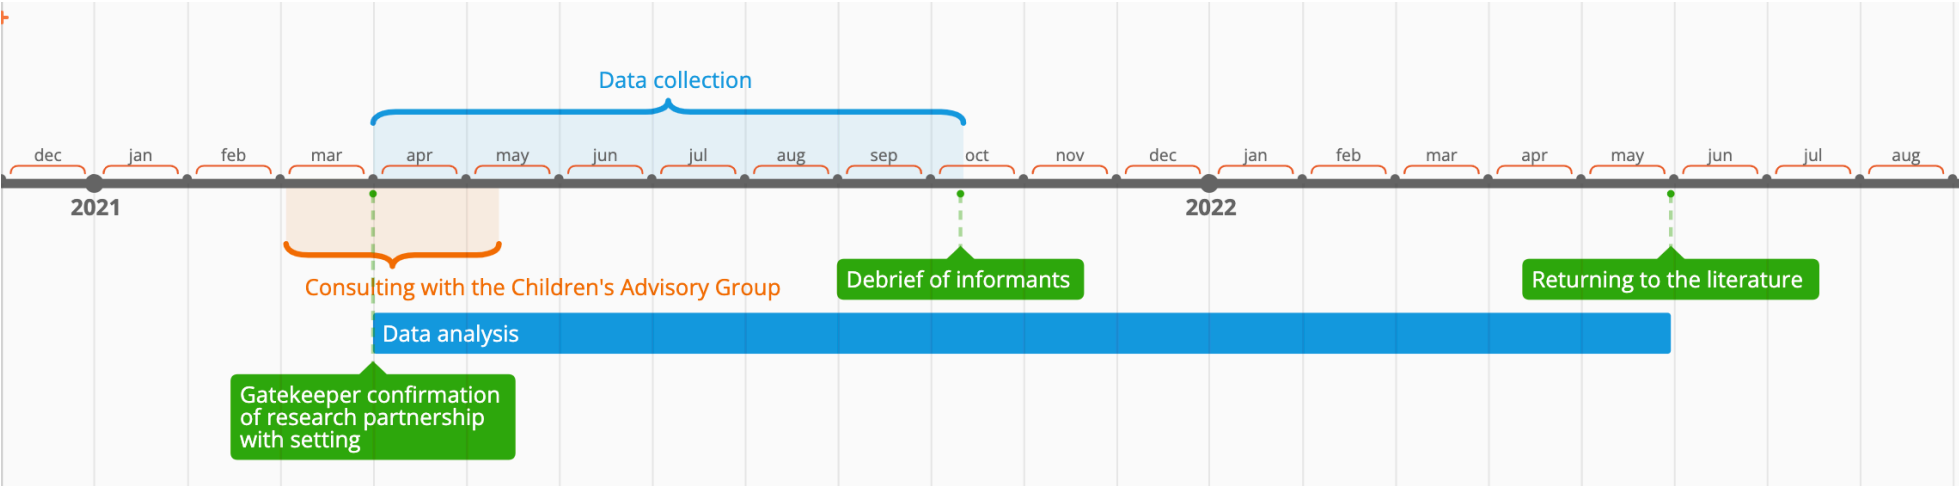 Data collection
dec jan feb mar apr may jun jul aug sep oct nov dec jan feb mar apr may jun jul aug
2021 2022
Consulting with the Children's Advisory Group
Debrief of informants
Returning to the literature
Data analysis
Gatekeeper confirmation
of research partnership
with setting